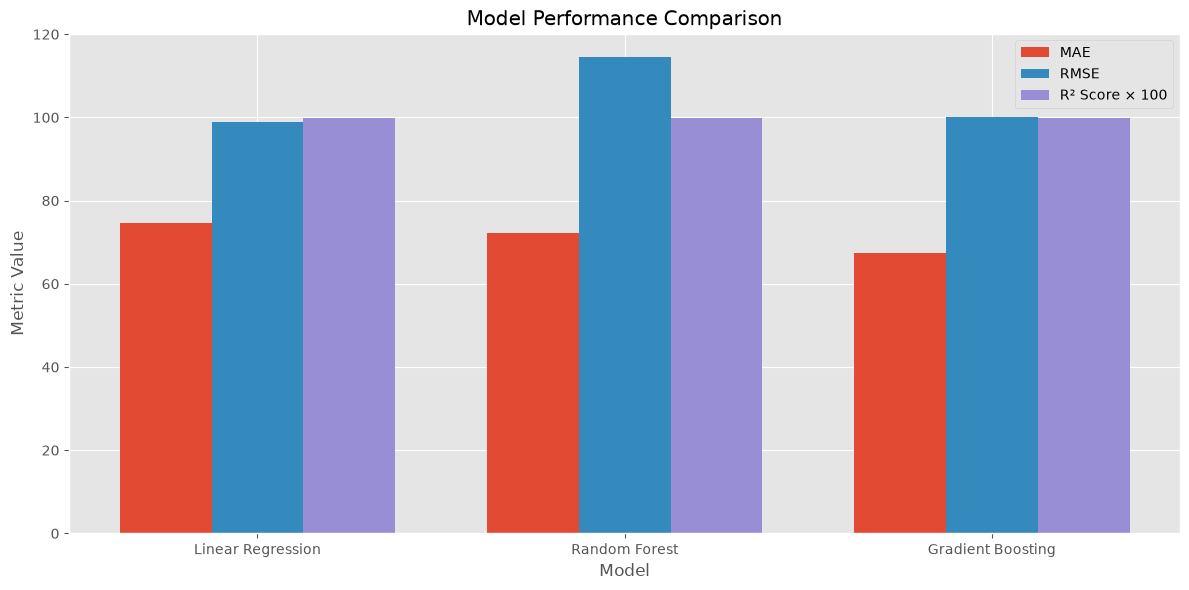 Model Performance Comparison
MAE
RMSE
R² Score × 100
Metric Value
120
100
80
60
40
20
0
Linear Regression
Random Forest
Gradient Boosting
Model